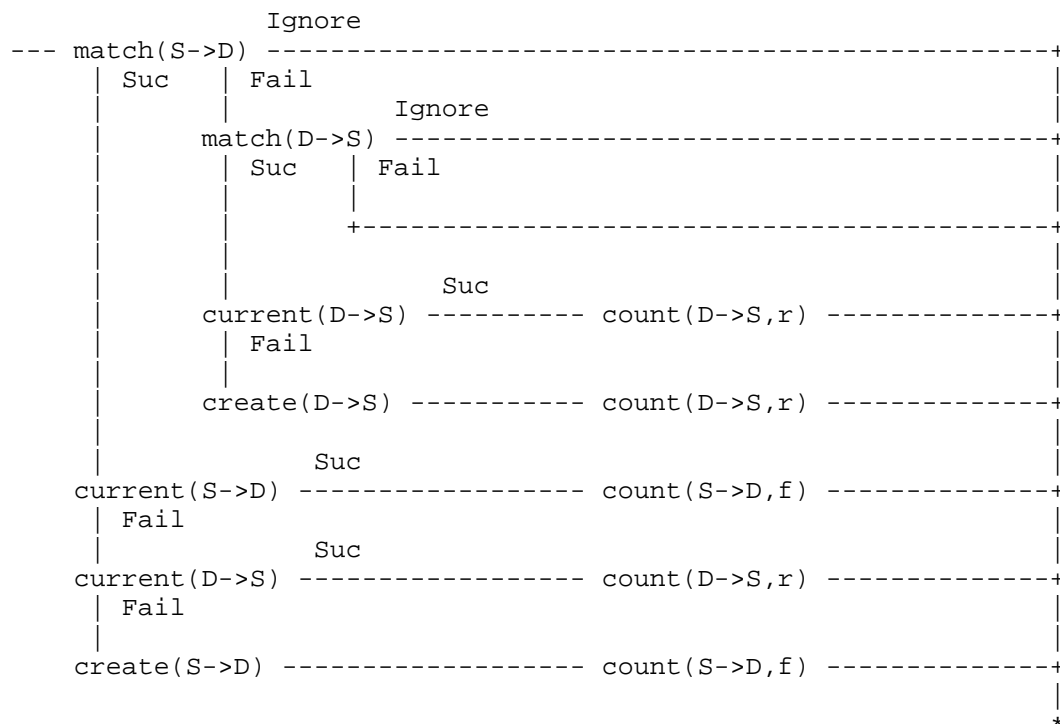 Ignore
--- match(S->D) -------------------------------------------------+
| Suc | Fail |
| | Ignore |
| match(D->S) -----------------------------------------+
| | Suc | Fail |
| | | |
| | +-------------------------------------------+
| | |
| | Suc |
| current(D->S) ---------- count(D->S,r) --------------+
| | Fail |
| | |
| create(D->S) ----------- count(D->S,r) --------------+
| |
| Suc |
current(S->D) ------------------ count(S->D,f) --------------+
| Fail |
| Suc |
current(D->S) ------------------ count(D->S,r) --------------+
| Fail |
| |
create(S->D) ------------------- count(S->D,f) --------------+
|
*